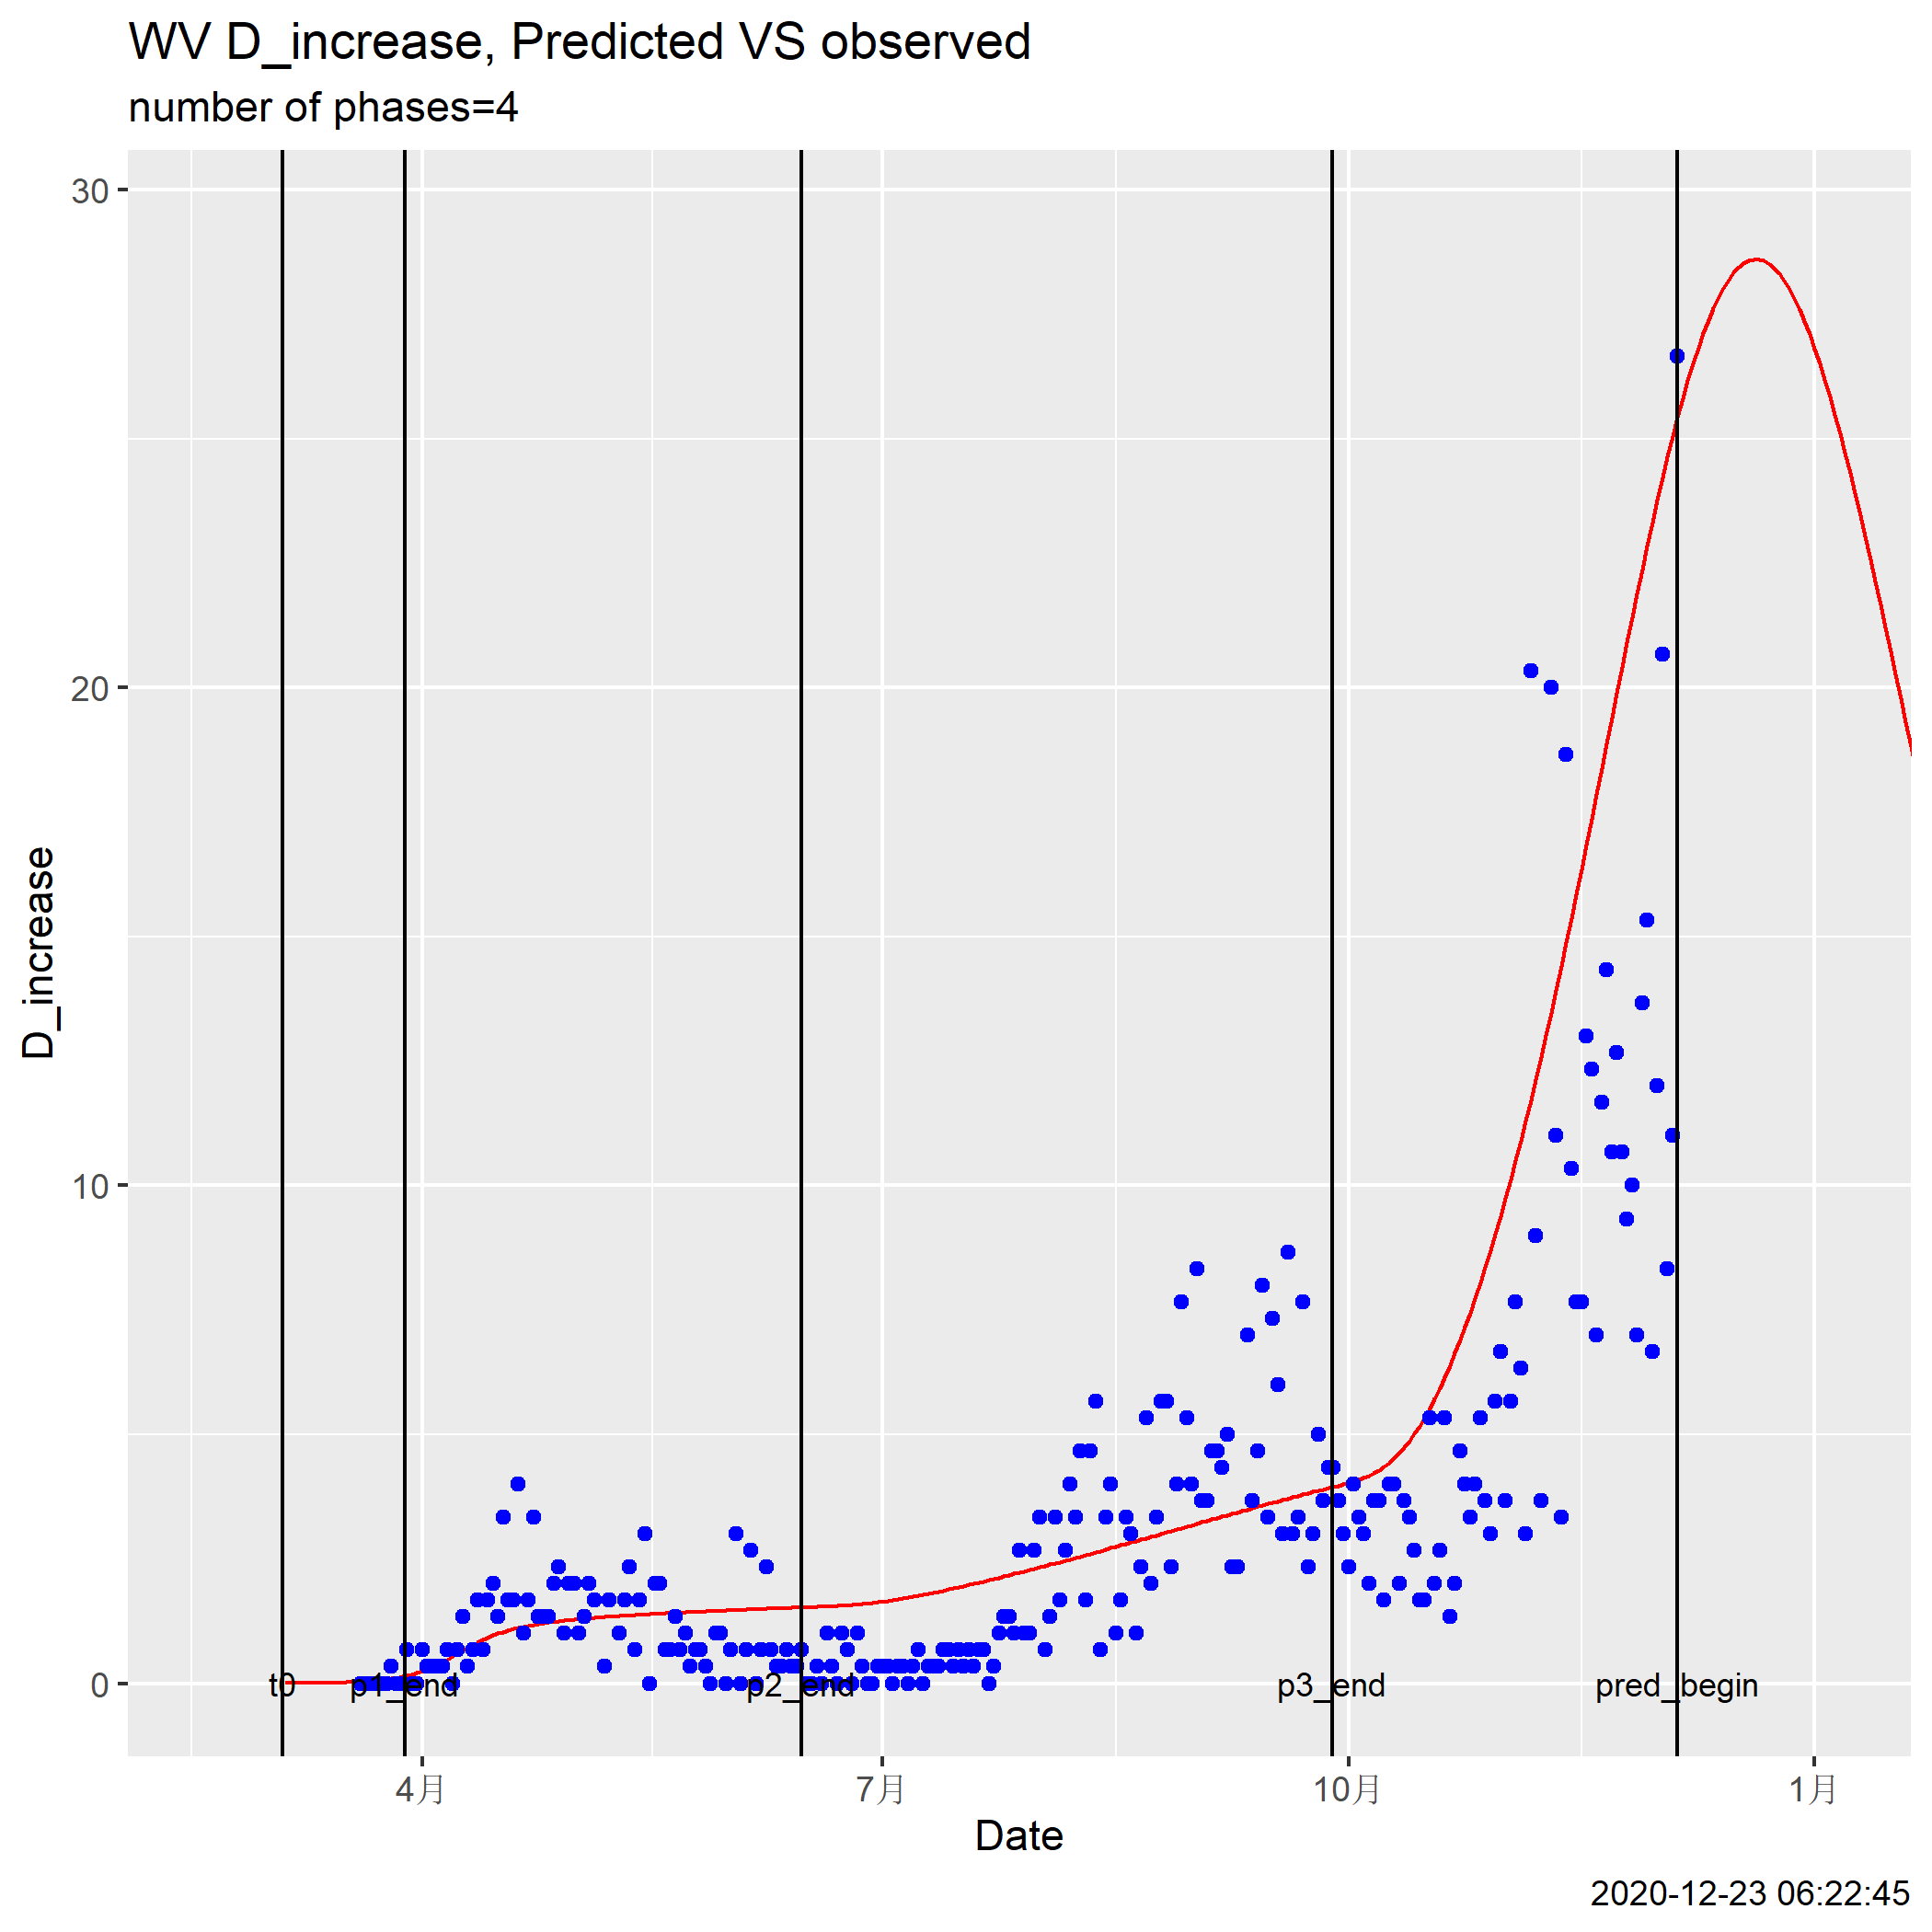 WV D_increase, Predicted VS observed
number of phases=4
30
20
10
0
D_increase
t0
p1_end
p2_end
p3_end
pred_begin
4月
7月
10月
1月
Date
2020-12-23 06:22:45